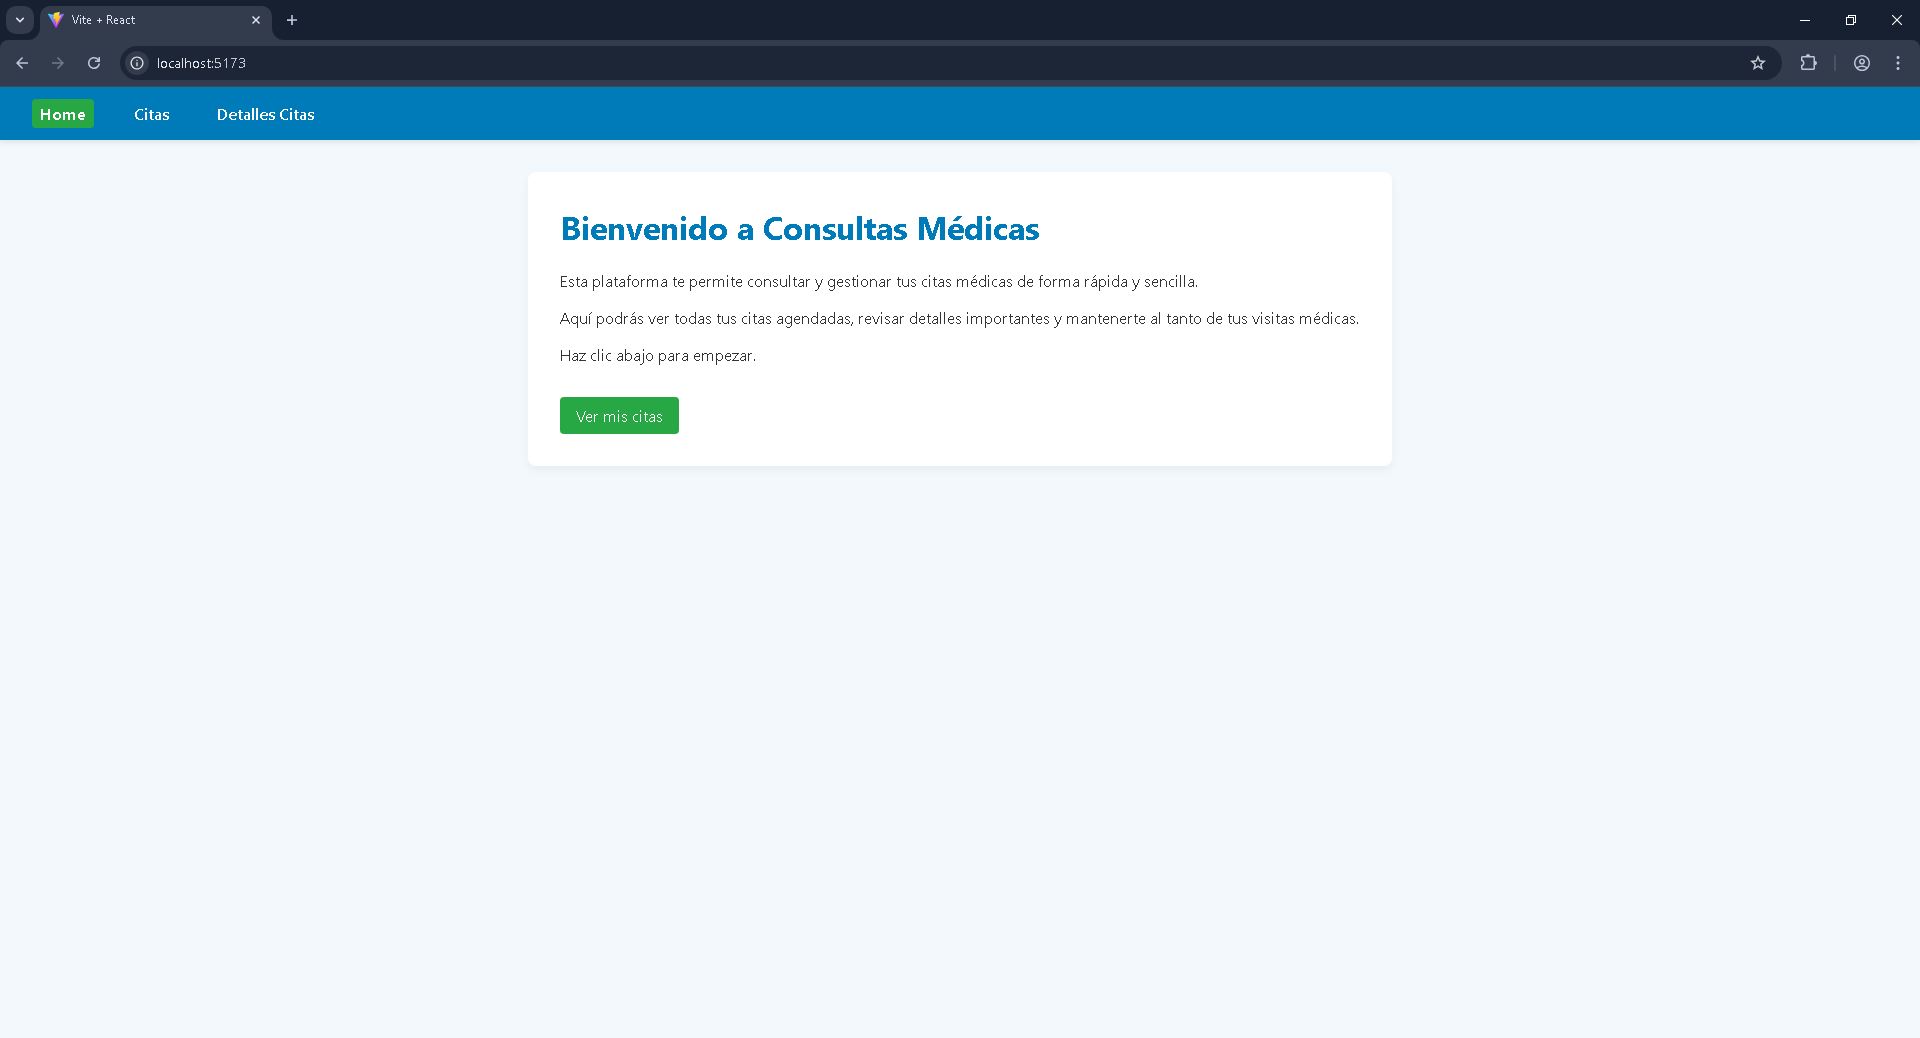 Vite + React
localhost:5173
Home Citas Detalles Citas
Bienvenido a Consultas Médicas
Esta plataforma te permite consultar y gestionar tus citas médicas de forma rápida y sencilla.
Aquí podrás ver todas tus citas agendadas, revisar detalles importantes y mantenerte al tanto de tus visitas médicas.
Haz clic abajo para empezar.
Ver mis citas